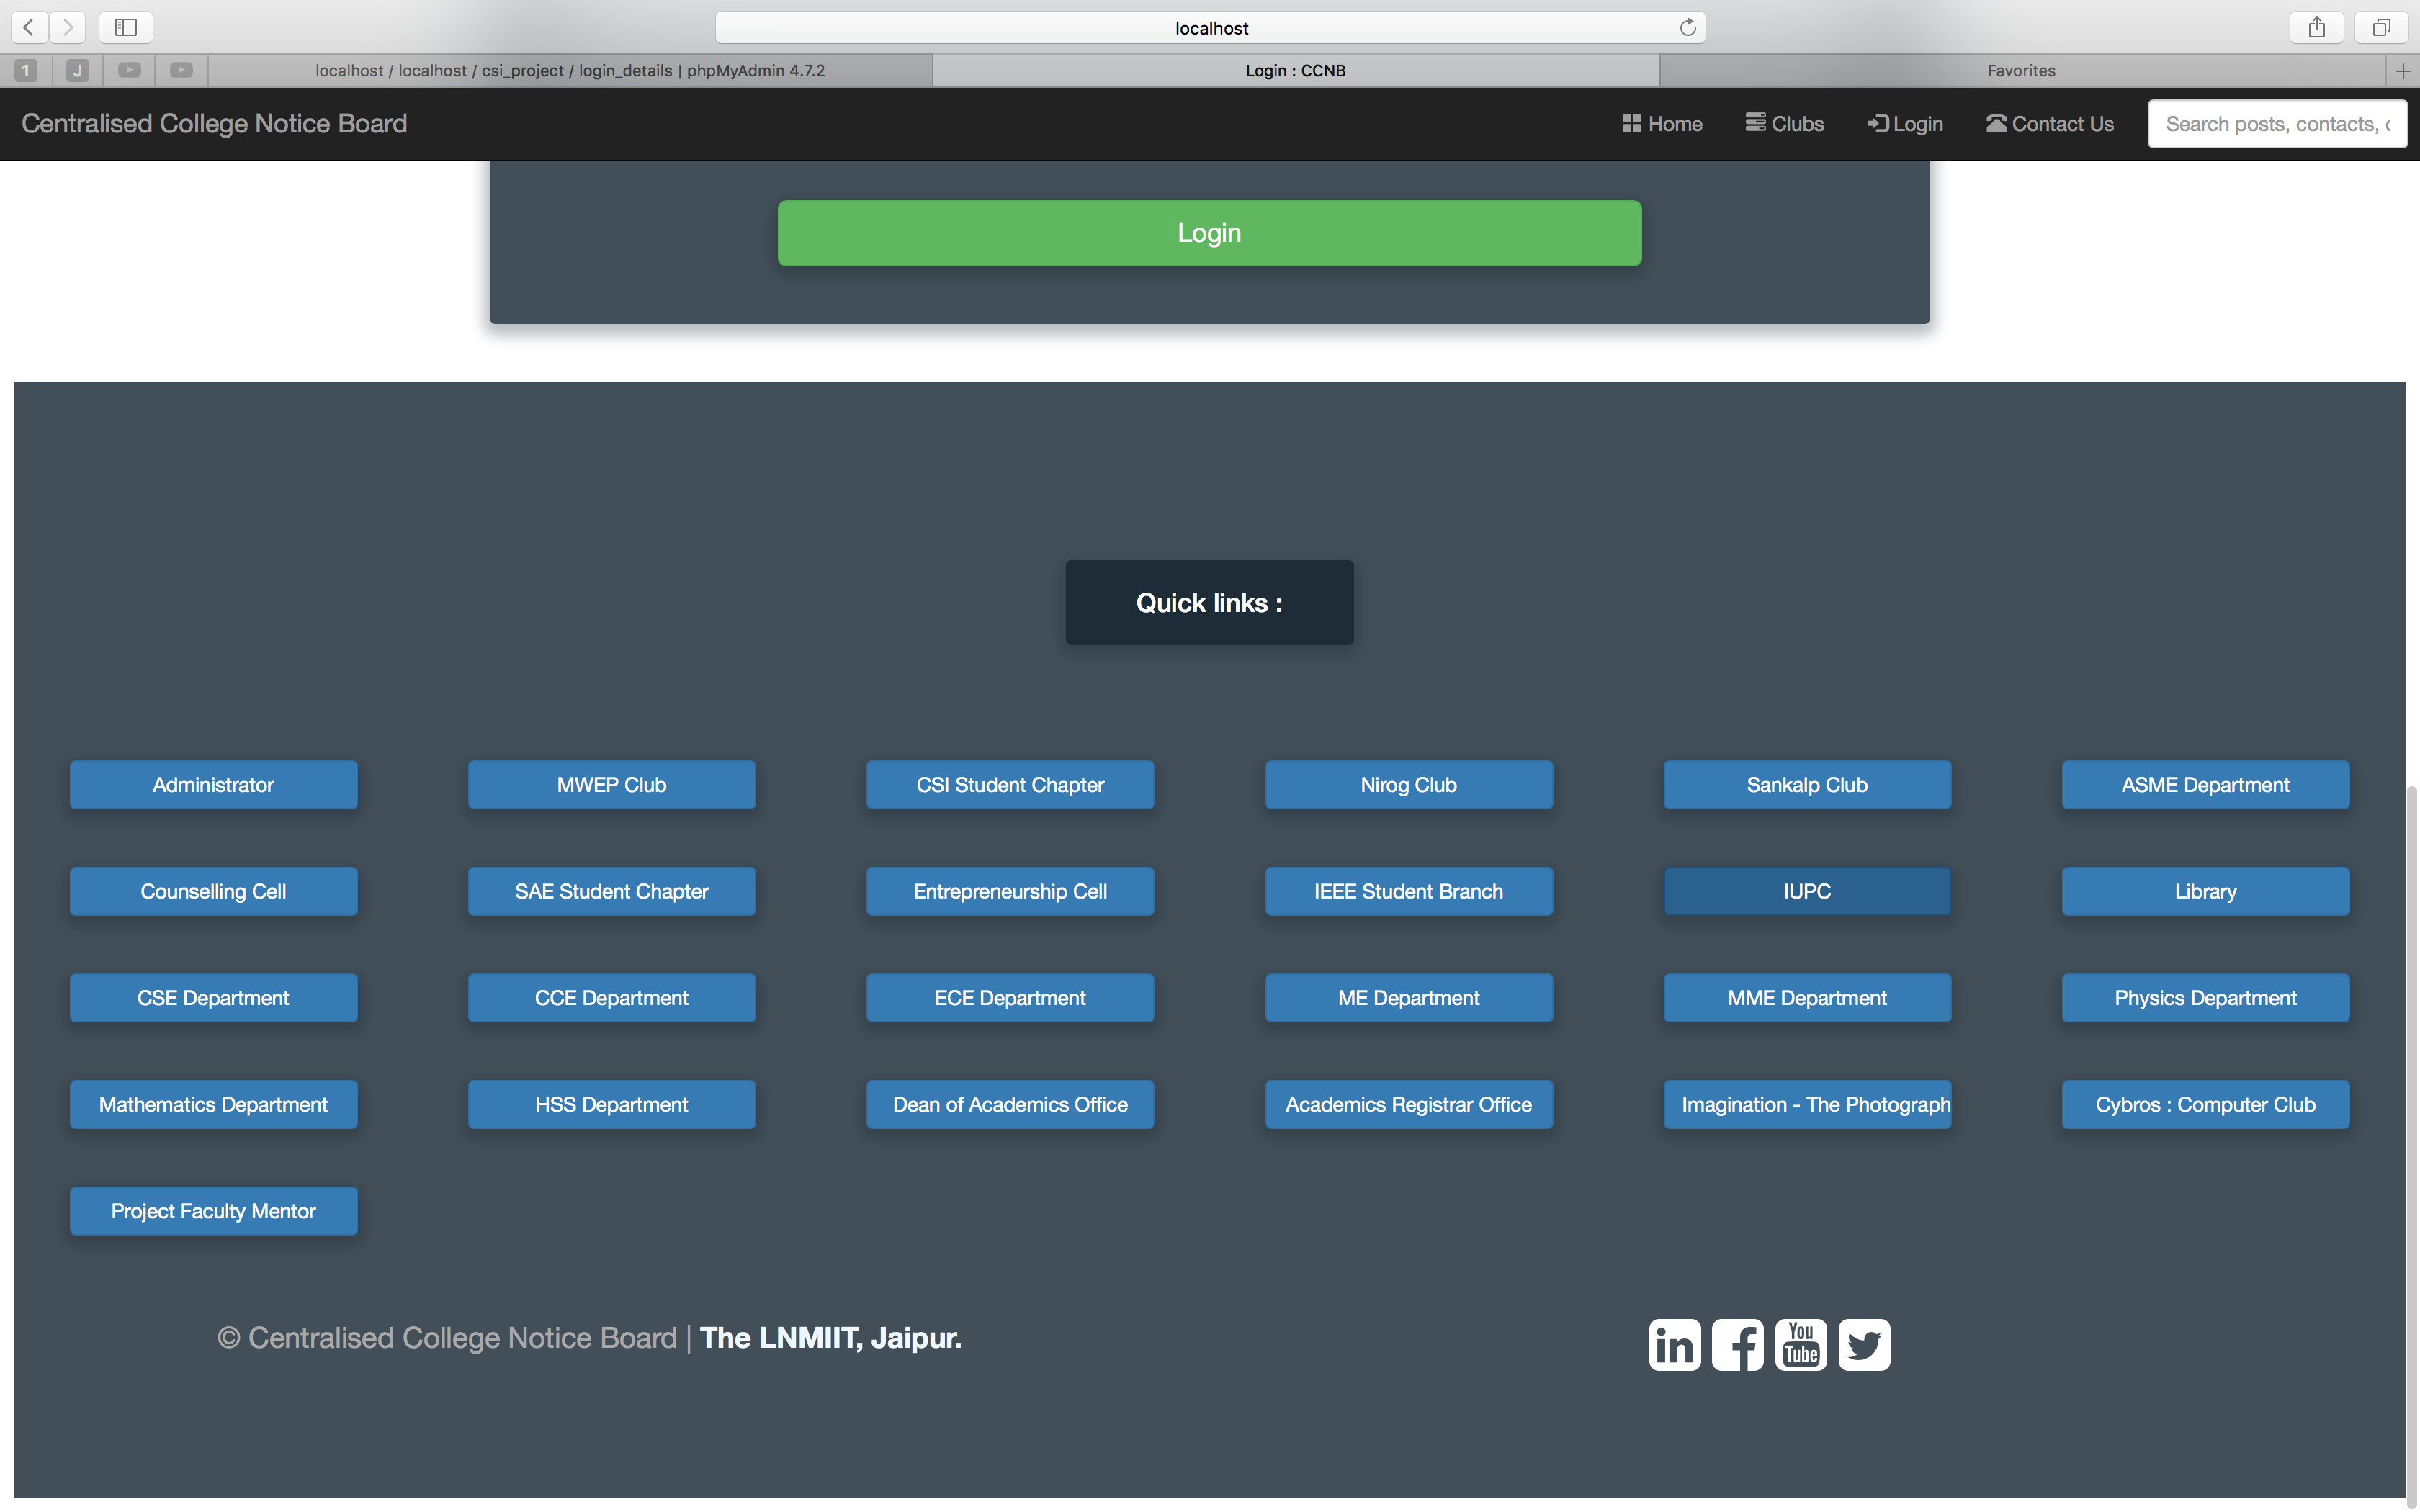 localhost
1
J
localhost / localhost / csi_project / login_details | phpMyAdmin 4.7.2
Login : CCNB
Favorites
Centralised College Notice Board
Home
Clubs
Login
Contact Us
Search posts, contacts, c
Login
Quick links :
Administrator
MWEP Club
CSI Student Chapter
Nirog Club
Sankalp Club
ASME Department
Counselling Cell
SAE Student Chapter
Entrepreneurship Cell
IEEE Student Branch
IUPC
Library
CSE Department
CCE Department
ECE Department
ME Department
MME Department
Physics Department
Mathematics Department
HSS Department
Dean of Academics Office
Academics Registrar Office
Imagination - The Photograph
Cybros : Computer Club
Project Faculty Mentor
© Centralised College Notice Board | The LNMIIT, Jaipur.
in
f
You
Tube